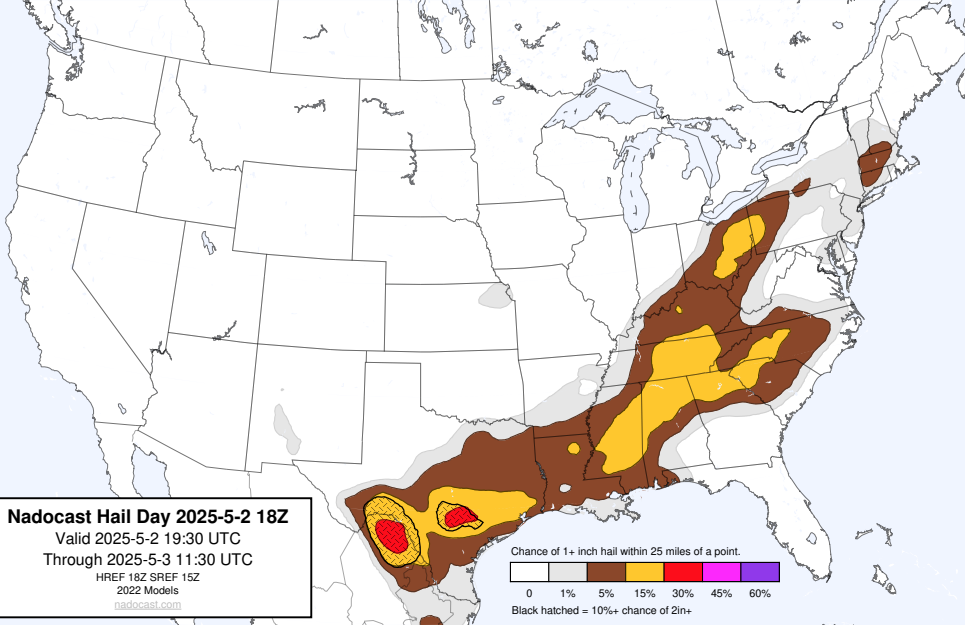 Nadocast Hail Day 2025-5-2 18Z
Valid 2025-5-2 19:30 UTC
Through 2025-5-3 11:30 UTC
HREF 18Z SREF 15Z
2022 Models
nadocast.com
Chance of 1+ inch hail within 25 miles of a point.
0 1% 5% 15% 30% 45% 60%
Black hatched = 10%+ chance of 2in+